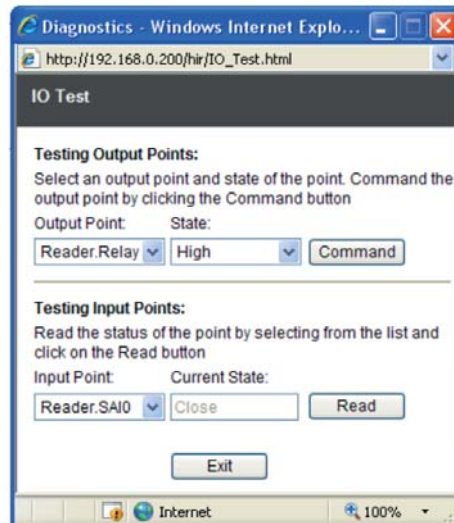 Diagnostics - Windows Internet Explo...
http://192.168.0.200/hir/IO_Test.html
IO Test
Testing Output Points:
Select an output point and state of the point. Command the
output point by clicking the Command button
Output Point: State:
Reader.Relay High Command
Testing Input Points:
Read the status of the point by selecting from the list and
click on the Read button
Input Point: Current State:
Reader.SAI0 Close Read
Exit
Internet 100%